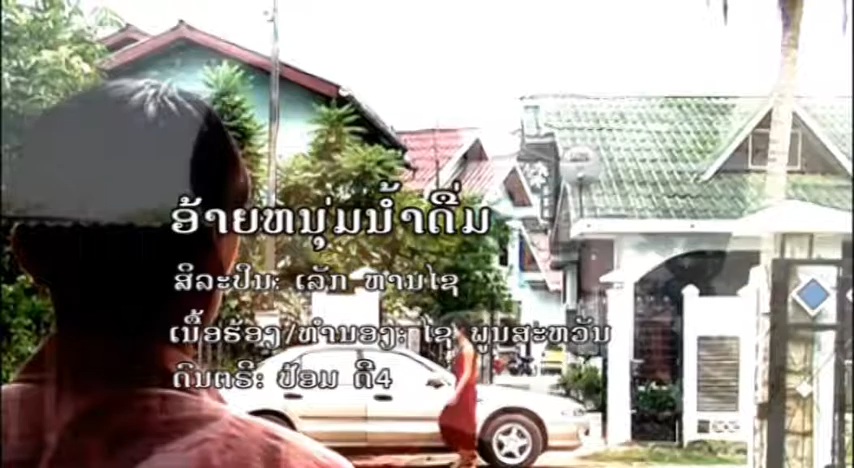 ອ້າຍຫນຸ່ມນ້ຳດື່ມ
ສິລະປິນ: ເລັກ ຫານໄຊ
ເນື້ອຮ້ອງ/ທຳນອງ: ໄຊ ພູນສະຫວັນ
ດົນຕຣີ: ປ້ອມ ຄີ4